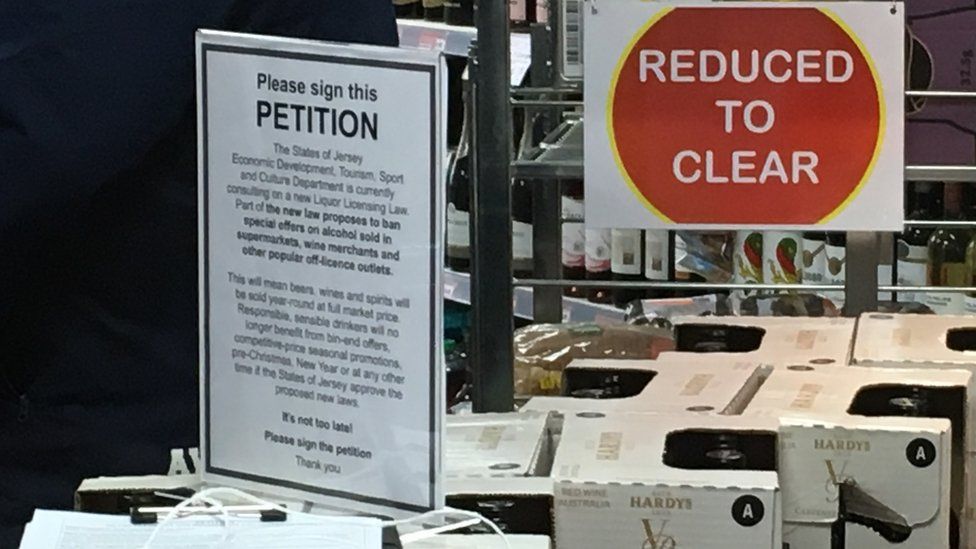 Please sign this
PETITION
The States of Jersey
Economic Development, Tourism, Sport
and Culture Department is currently
consulting on a new Liquor Licensing Law.
Part of the new law proposes to ban
special offers on alcohol sold in
supermarkets, wine merchants and
other popular off-licence outlets.
This will mean beers, wines and spirits will
be sold year-round at full market price.
Responsible, sensible drinkers will no
longer benefit from bin-end offers,
competitive-price seasonal promotions,
pre-Christmas, New Year or at any other
time if the States of Jersey approve the
proposed new laws.
It's not too late!
Please sign the petition
Thank you
REDUCED
TO
CLEAR
HARDYS
A
RED WINE
AUSTRALIA
HARDYS
A